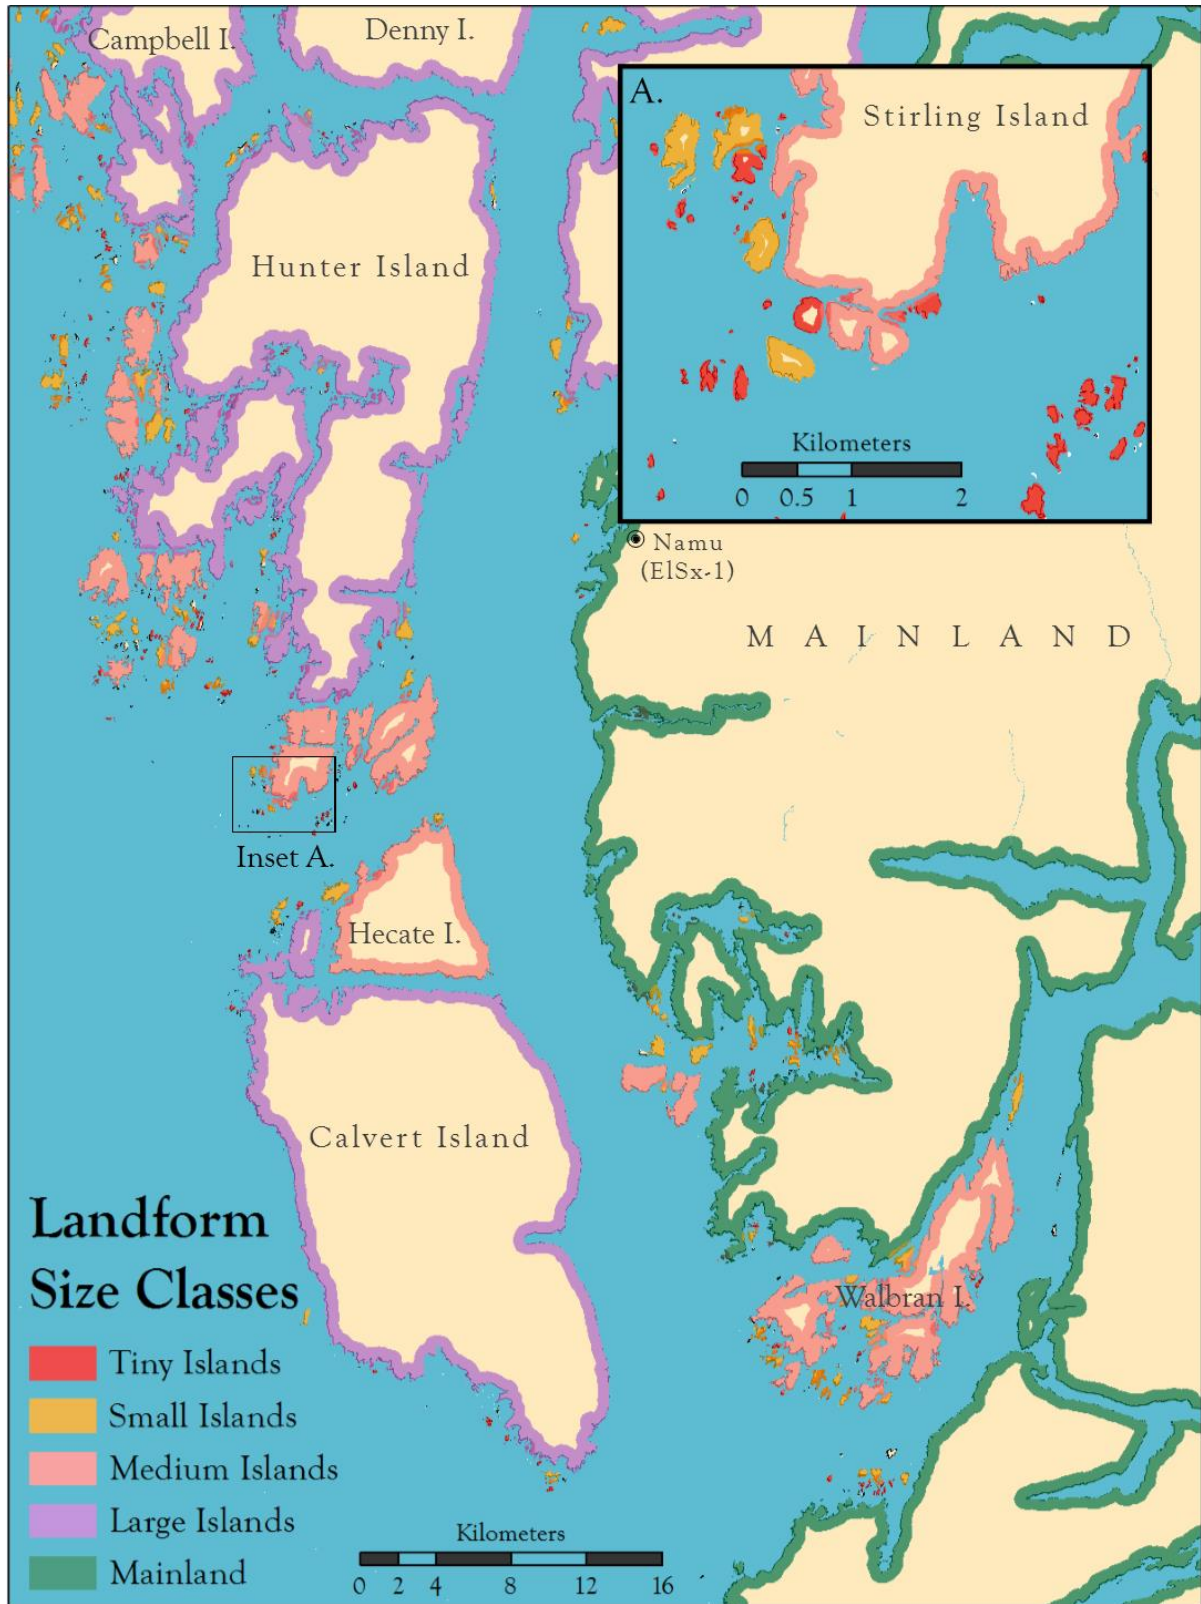 Campbell I.
Denny I.
A.
Stirling Island
Hunter Island
Kilometers
0 0.5 1 2
Namu
(ElSx-1)
MAINLAND
Inset A.
Hecate I.
Calvert Island
Walbran I.
Landform
Size Classes
Tiny Islands
Small Islands
Medium Islands
Large Islands
Mainland
Kilometers
0 2 4 8 12 16